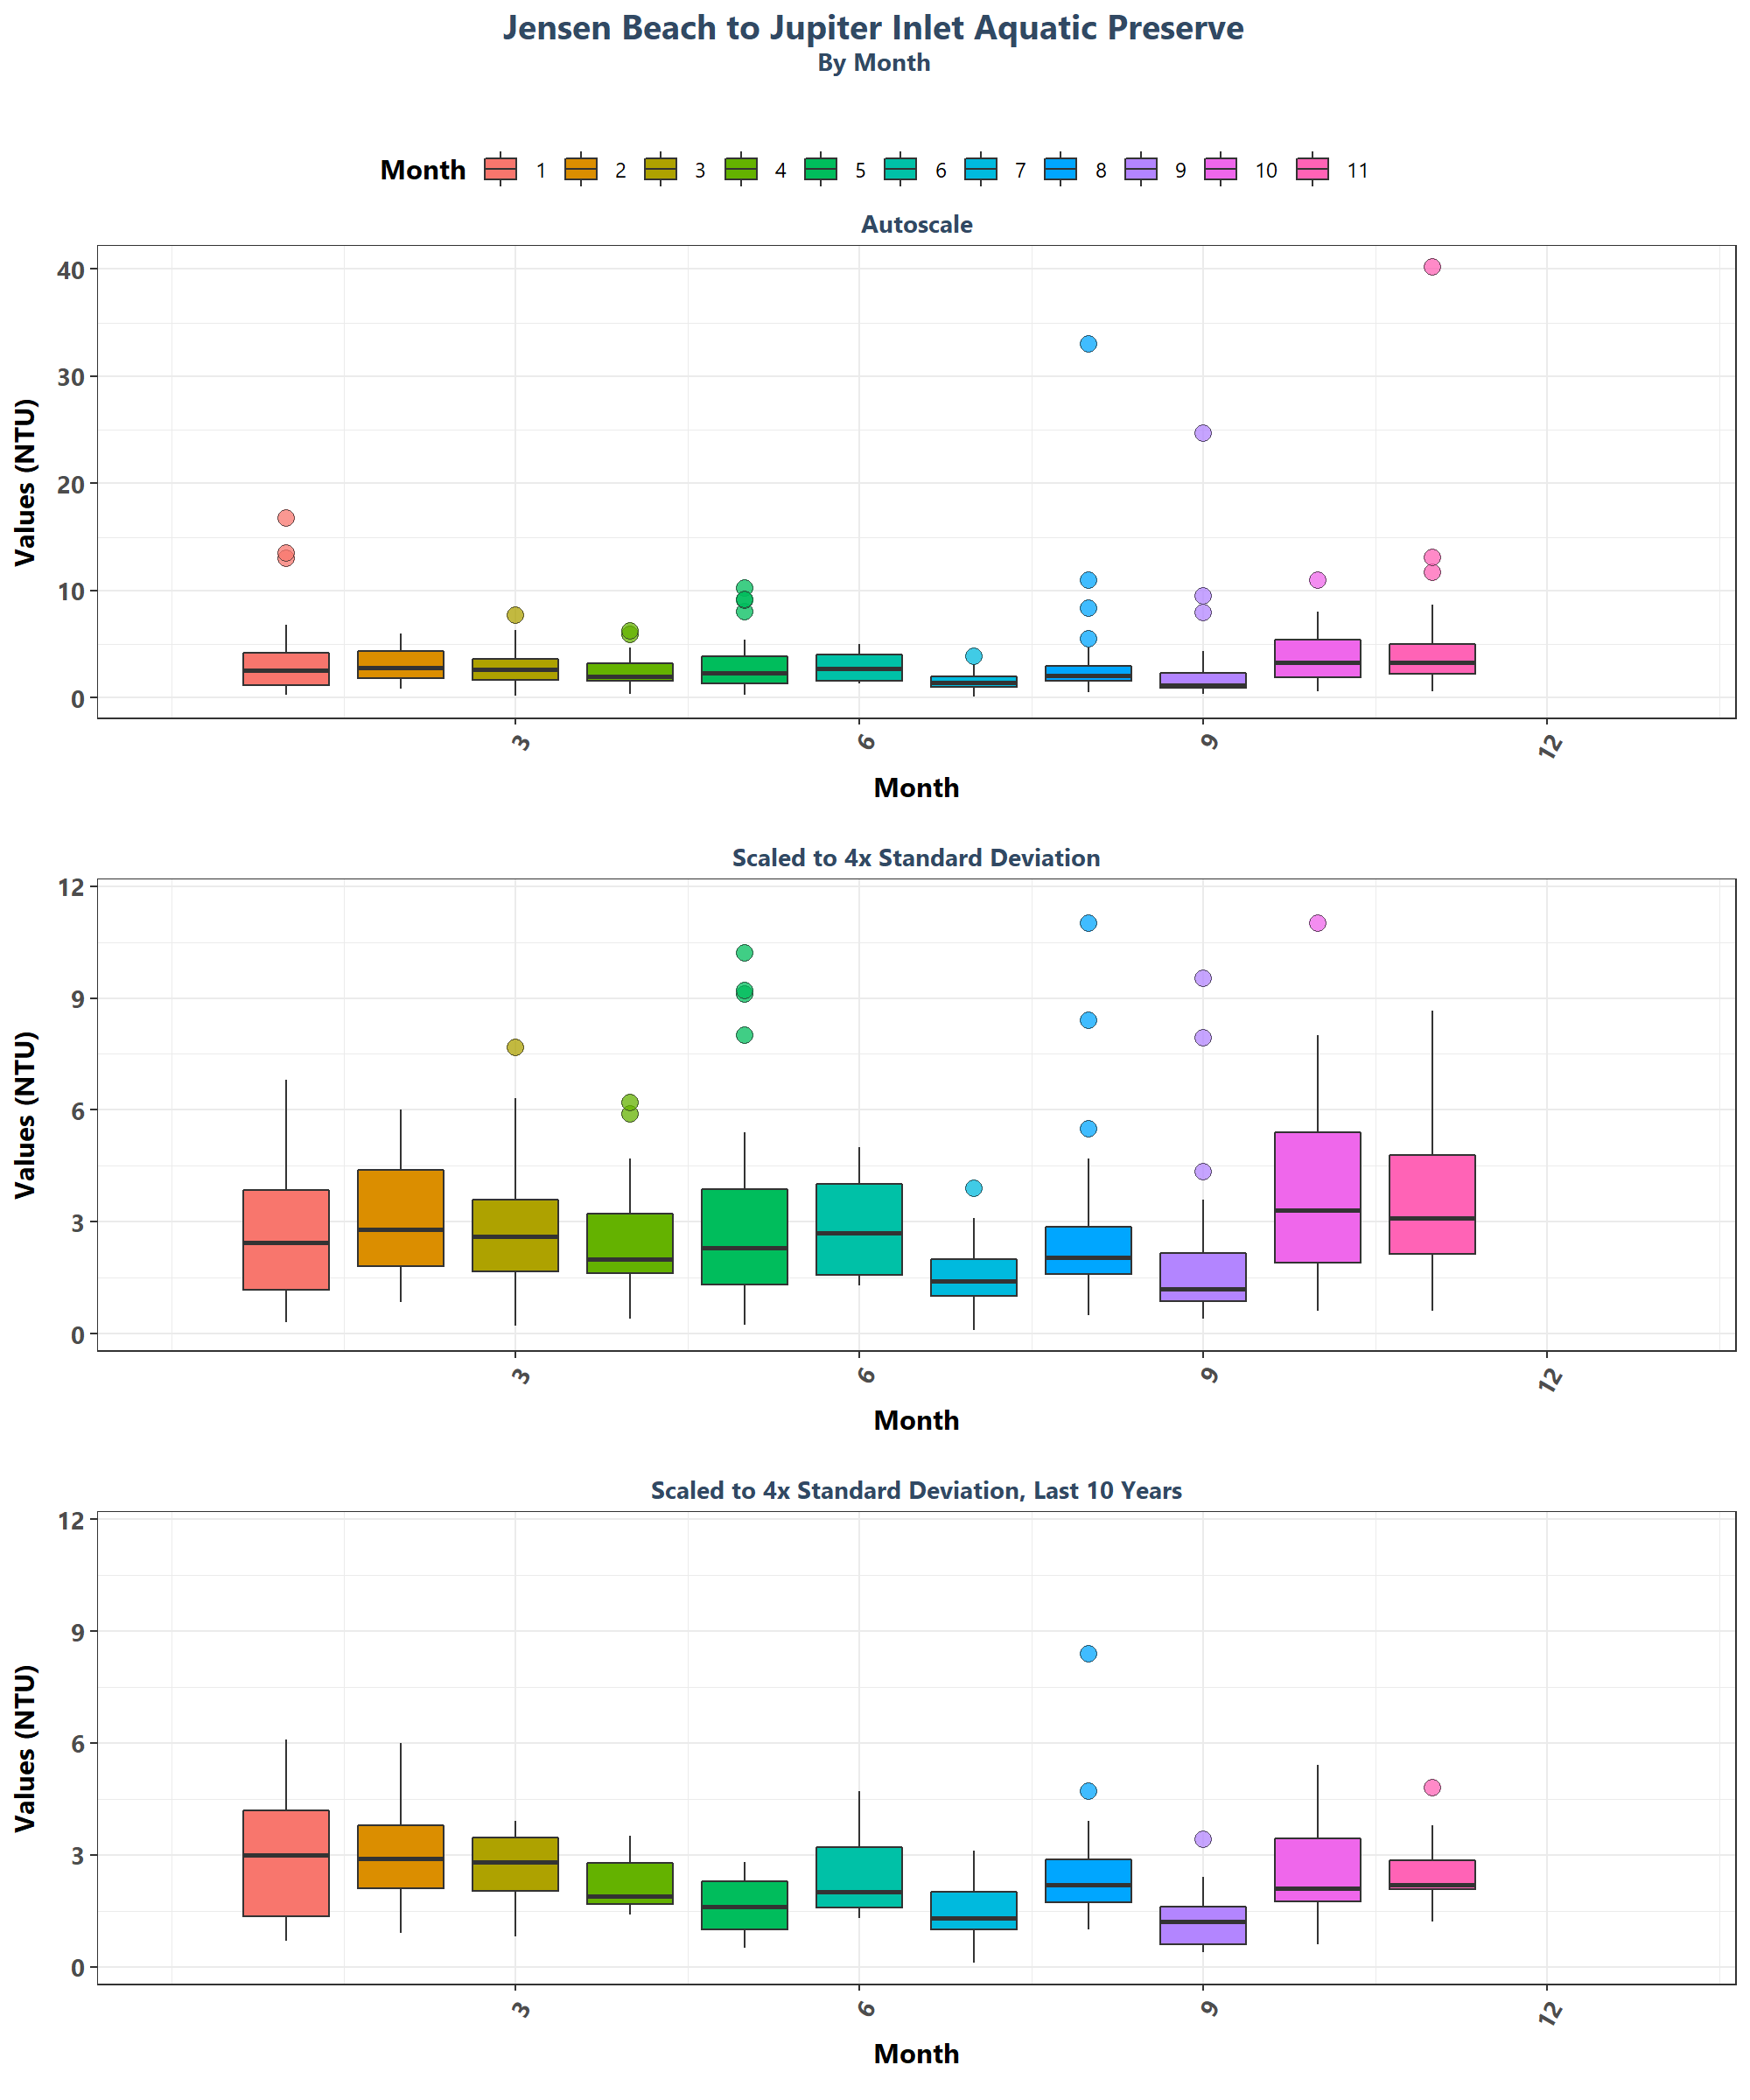 Jensen Beach to Jupiter Inlet Aquatic Preserve
By Month
Month 1 2 3 4 5 6 7 8 9 10 11
Autoscale
Values (NTU)
40
30
20
10
0
3 6 9 12
Month
Scaled to 4x Standard Deviation
Values (NTU)
12
9
6
3
0
3 6 9 12
Month
Scaled to 4x Standard Deviation, Last 10 Years
Values (NTU)
12
9
6
3
0
3 6 9 12
Month